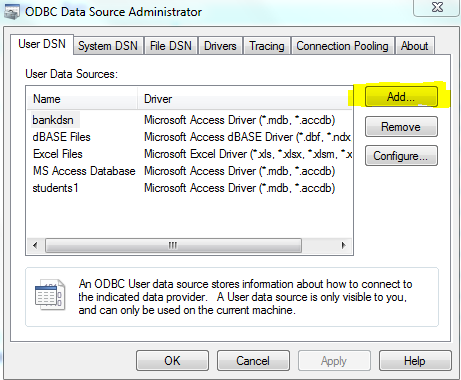 ODBC Data Source Administrator
User DSN System DSN File DSN Drivers Tracing Connection Pooling About
User Data Sources:
Name Driver
bankdsn Microsoft Access Driver (*.mdb, *.accdb)
dBASE Files Microsoft Access dBASE Driver (*.dbf, *.ndx
Excel Files Microsoft Excel Driver (*.xls, *.xlsx, *.xlsm, *.x
MS Access Database Microsoft Access Driver (*.mdb, *.accdb)
students1 Microsoft Access Driver (*.mdb, *.accdb)
Add...
Remove
Configure...
An ODBC User data source stores information about how to connect to
the indicated data provider. A User data source is only visible to you,
and can only be used on the current machine.
OK Cancel Apply Help